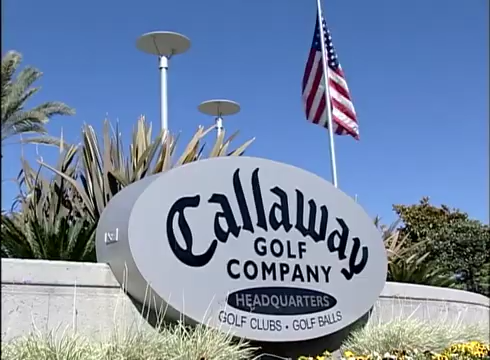 Callaway
GOLF
COMPANY
HEADQUARTERS
GOLF CLUBS • GOLF BALLS